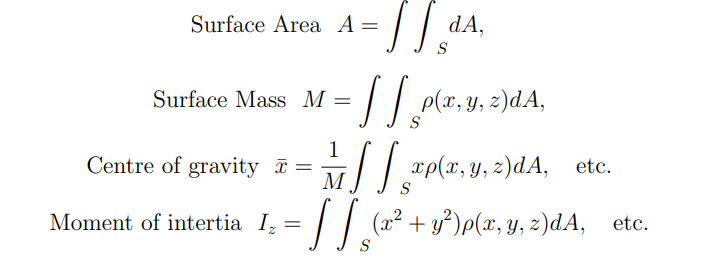 Surface Area A = ∫∫_S dA,
Surface Mass M = ∫∫_S ρ(x, y, z)dA,
Centre of gravity x̄ = 1/M ∫∫_S xρ(x, y, z)dA, etc.
Moment of intertia I_z = ∫∫_S (x² + y²)ρ(x, y, z)dA, etc.